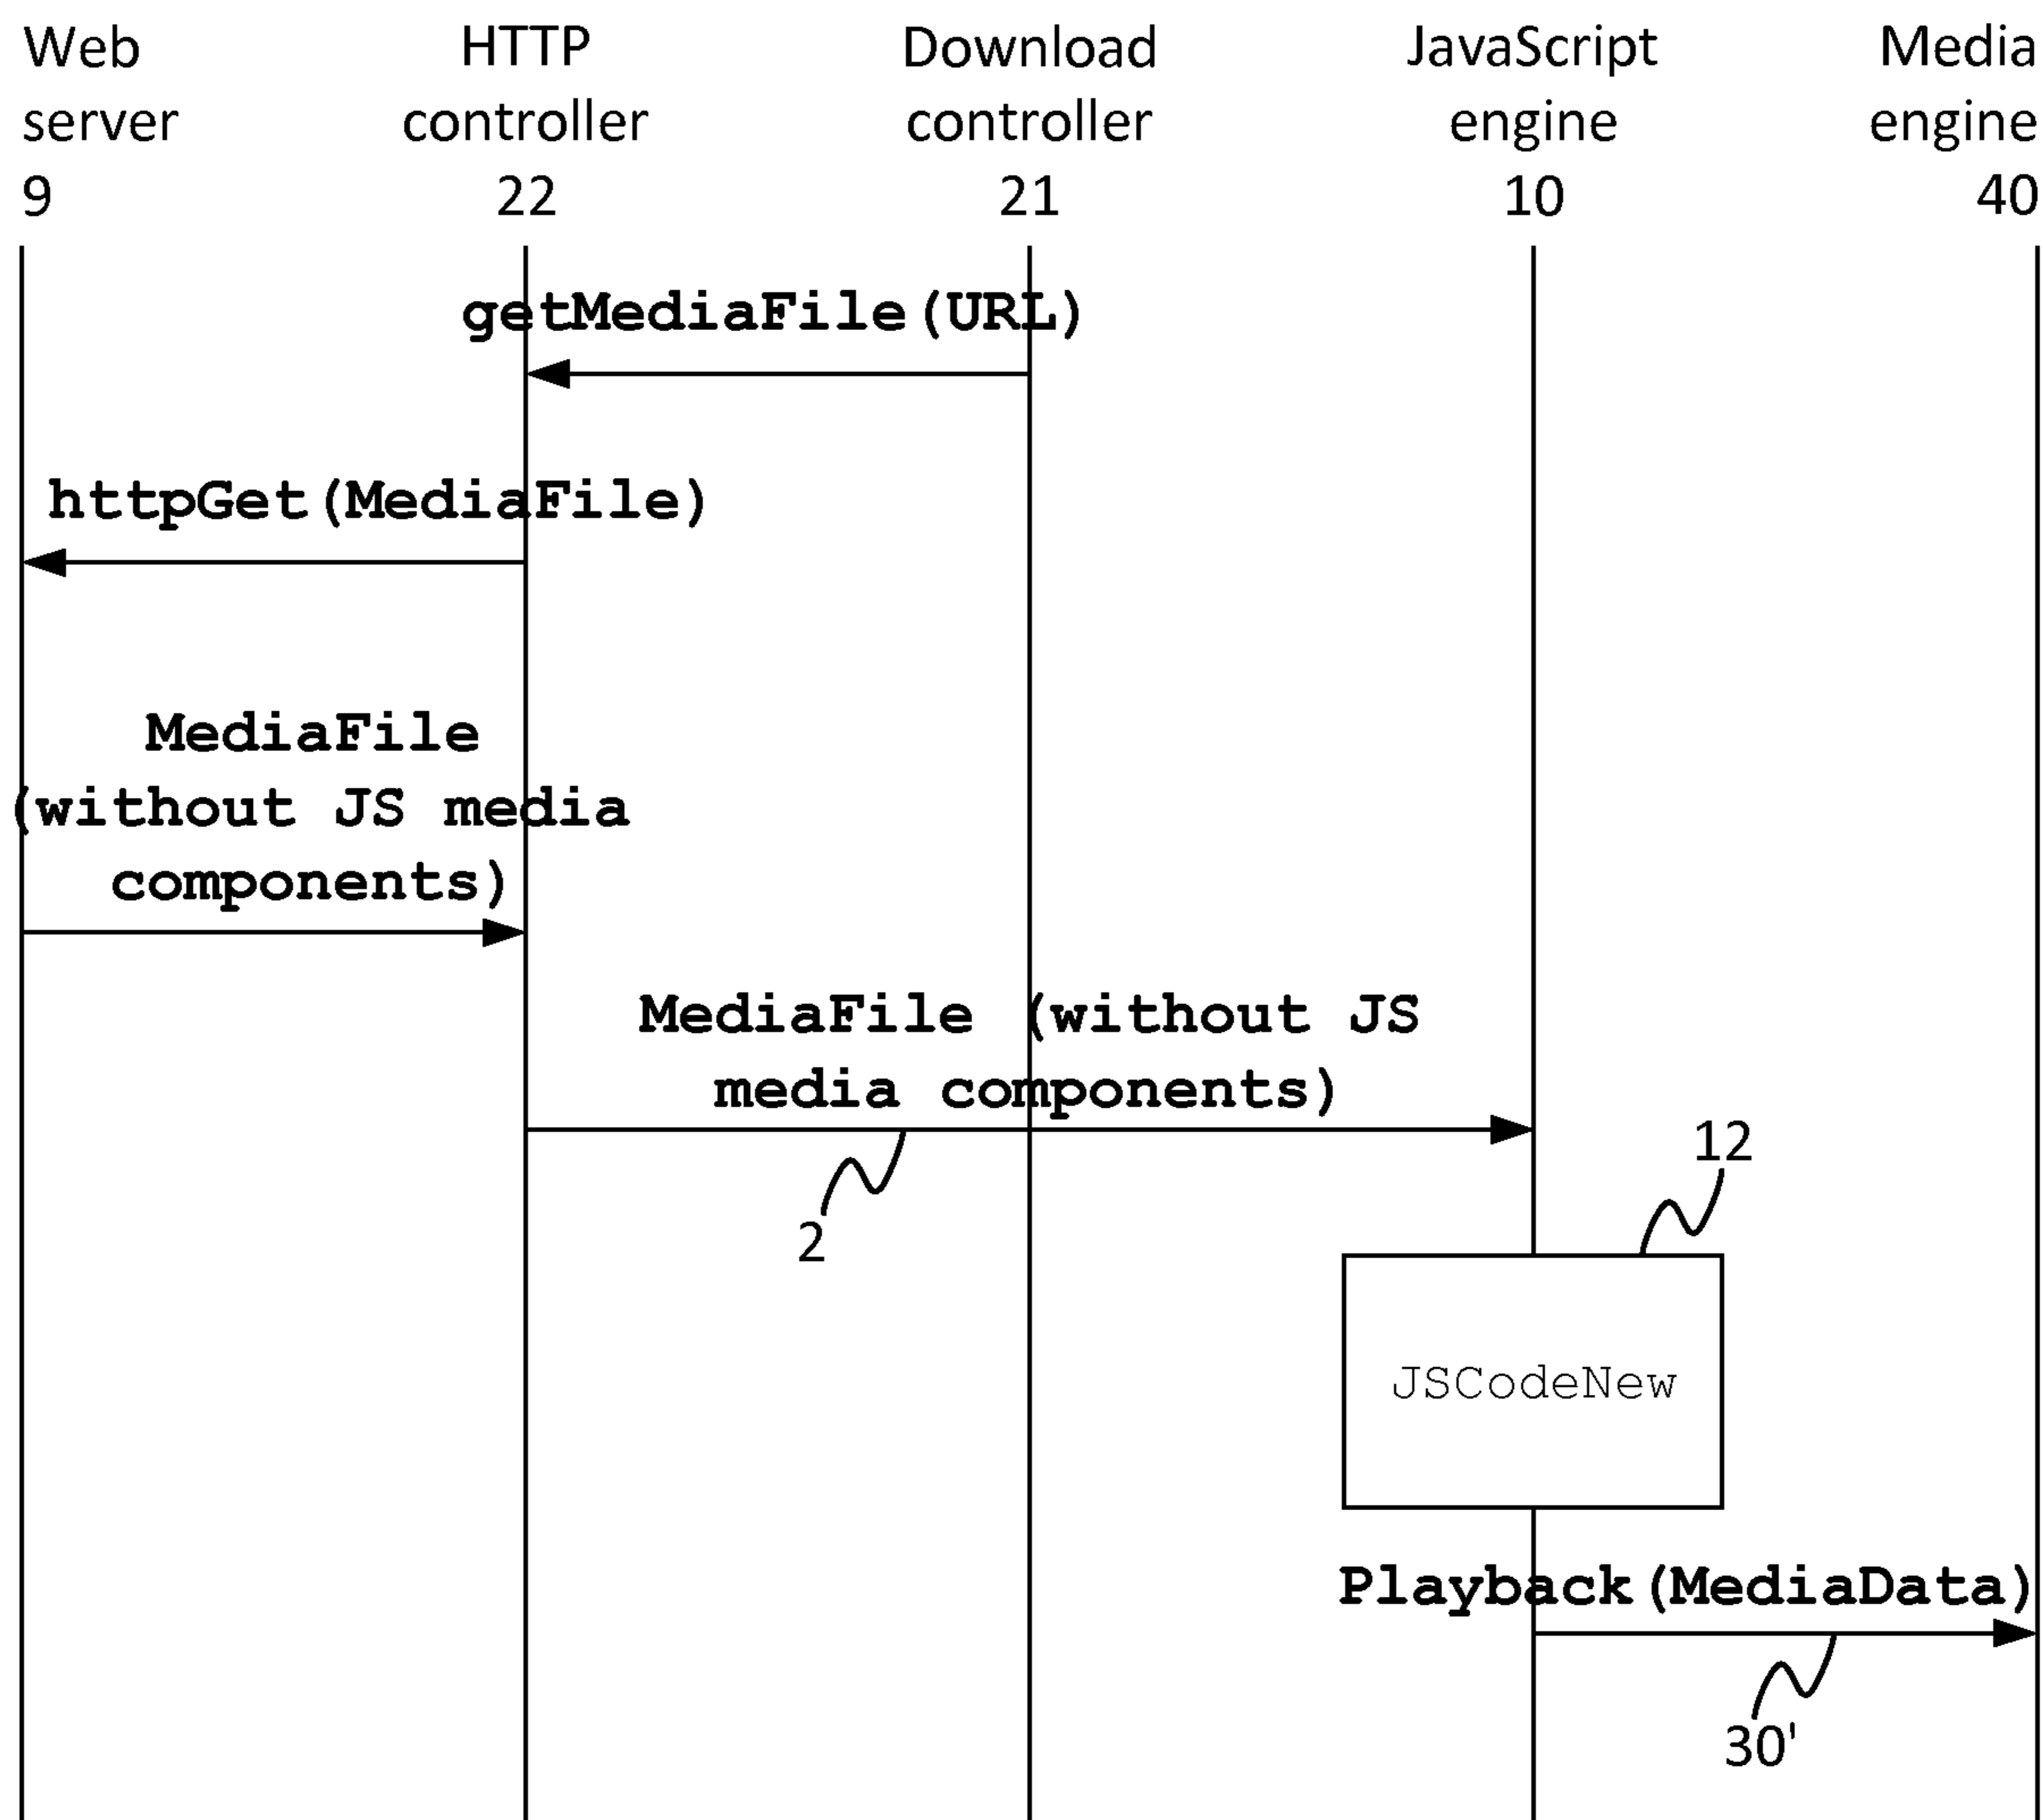 Web
server
9
HTTP
controller
22
Download
controller
21
JavaScript
engine
10
Media
engine
40
getMediaFile(URL)
httpGet(MediaFile)
MediaFile
(without JS media
components)
MediaFile (without JS
media components)
2
12
JSCodeNew
Playback(MediaData)
30'